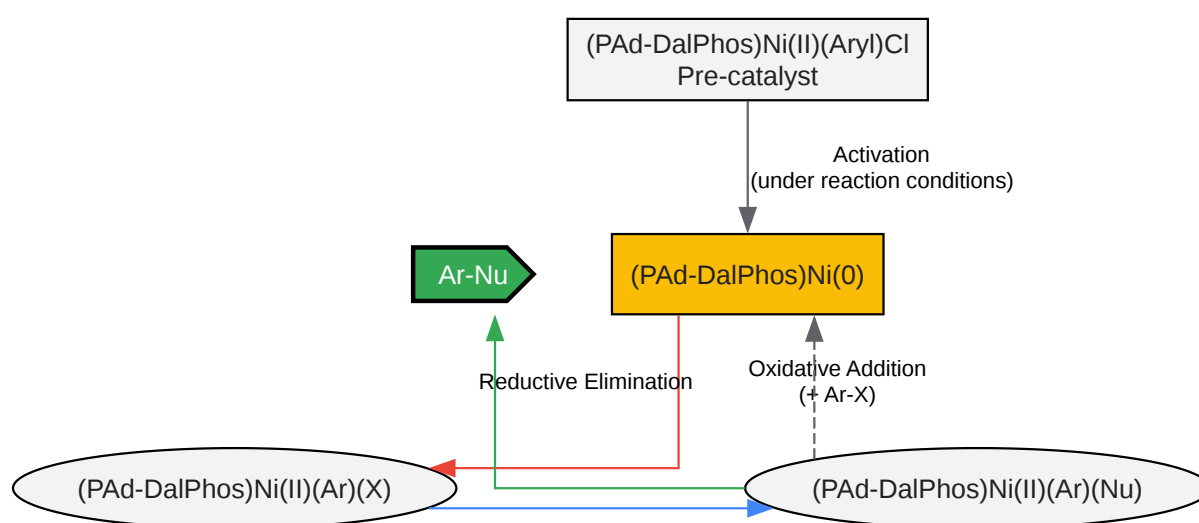 (PAd-DalPhos)Ni(II)(Aryl)Cl
Pre-catalyst
Activation
(under reaction conditions)
Ar-Nu
(PAd-DalPhos)Ni(0)
Reductive Elimination
Oxidative Addition
(+ Ar-X)
(PAd-DalPhos)Ni(II)(Ar)(X)
(PAd-DalPhos)Ni(II)(Ar)(Nu)